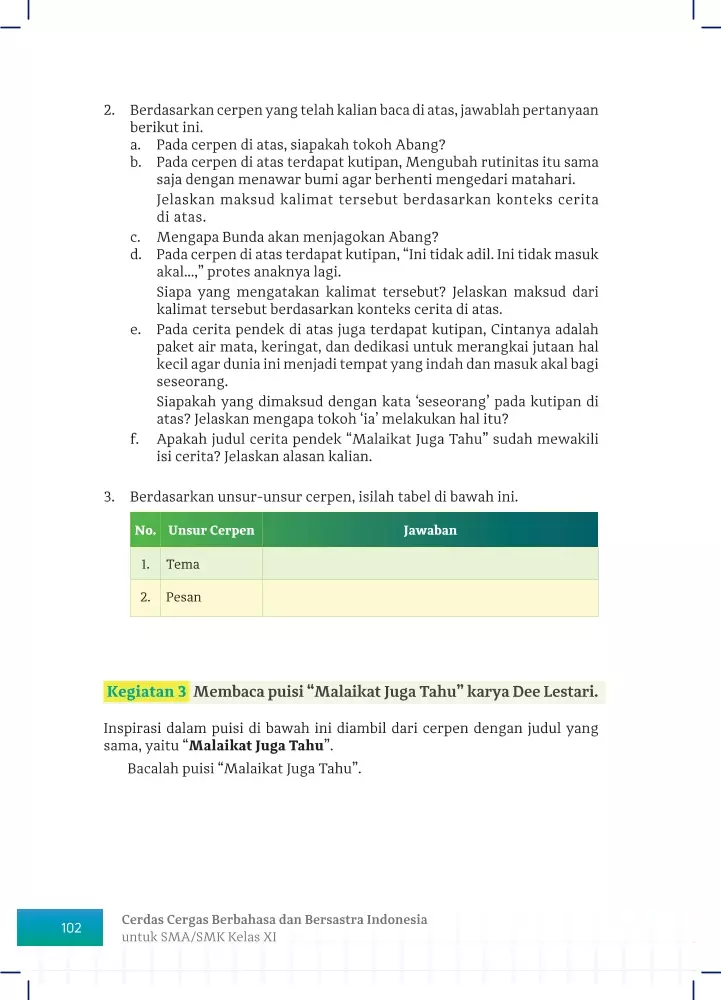 2. Berdasarkan cerpen yang telah kalian baca di atas, jawablah pertanyaan
berikut ini.
a. Pada cerpen di atas, siapakah tokoh Abang?
b. Pada cerpen di atas terdapat kutipan, Mengubah rutinitas itu sama
saja dengan menawar bumi agar berhenti mengedari matahari.
Jelaskan maksud kalimat tersebut berdasarkan konteks cerita
di atas.
c. Mengapa Bunda akan menjagokan Abang?
d. Pada cerpen di atas terdapat kutipan, “Ini tidak adil. Ini tidak masuk
akal...,” protes anaknya lagi.
Siapa yang mengatakan kalimat tersebut? Jelaskan maksud dari
kalimat tersebut berdasarkan konteks cerita di atas.
e. Pada cerita pendek di atas juga terdapat kutipan, Cintanya adalah
paket air mata, keringat, dan dedikasi untuk merangkai jutaan hal
kecil agar dunia ini menjadi tempat yang indah dan masuk akal bagi
seseorang.
Siapakah yang dimaksud dengan kata ‘seseorang’ pada kutipan di
atas? Jelaskan mengapa tokoh ‘ia’ melakukan hal itu?
f. Apakah judul cerita pendek “Malaikat Juga Tahu” sudah mewakili
isi cerita? Jelaskan alasan kalian.
3. Berdasarkan unsur-unsur cerpen, isilah tabel di bawah ini.
No. Unsur Cerpen Jawaban
1. Tema
2. Pesan
Kegiatan 3 Membaca puisi “Malaikat Juga Tahu” karya Dee Lestari.
Inspirasi dalam puisi di bawah ini diambil dari cerpen dengan judul yang
sama, yaitu “Malaikat Juga Tahu”.
Bacalah puisi “Malaikat Juga Tahu”.
102
Cerdas Cergas Berbahasa dan Bersastra Indonesia
untuk SMA/SMK Kelas XI